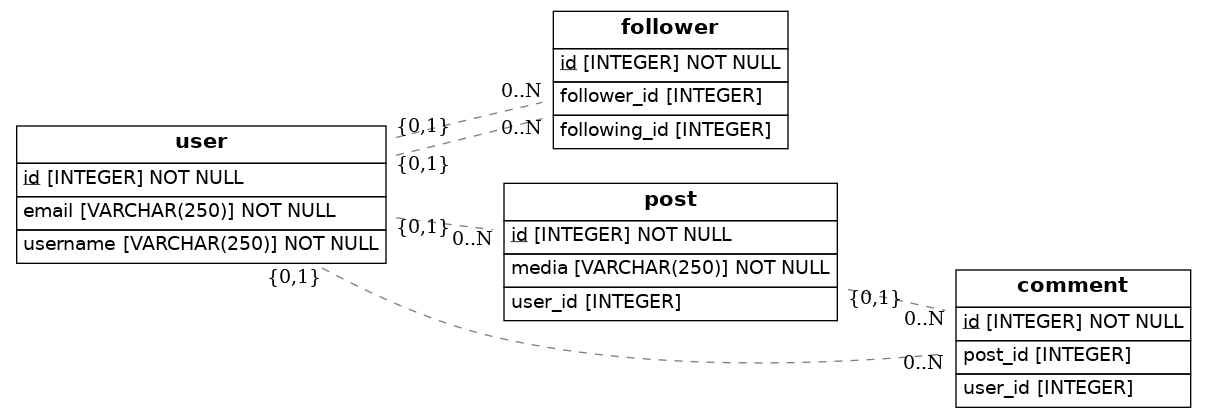 follower
id [INTEGER] NOT NULL
follower_id [INTEGER]
following_id [INTEGER]
0..N
{0,1}
0..N
{0,1}
user
id [INTEGER] NOT NULL
email [VARCHAR(250)] NOT NULL
username [VARCHAR(250)] NOT NULL
{0,1}
0..N
{0,1}
post
id [INTEGER] NOT NULL
media [VARCHAR(250)] NOT NULL
user_id [INTEGER]
{0,1}
0..N
0..N
comment
id [INTEGER] NOT NULL
post_id [INTEGER]
user_id [INTEGER]